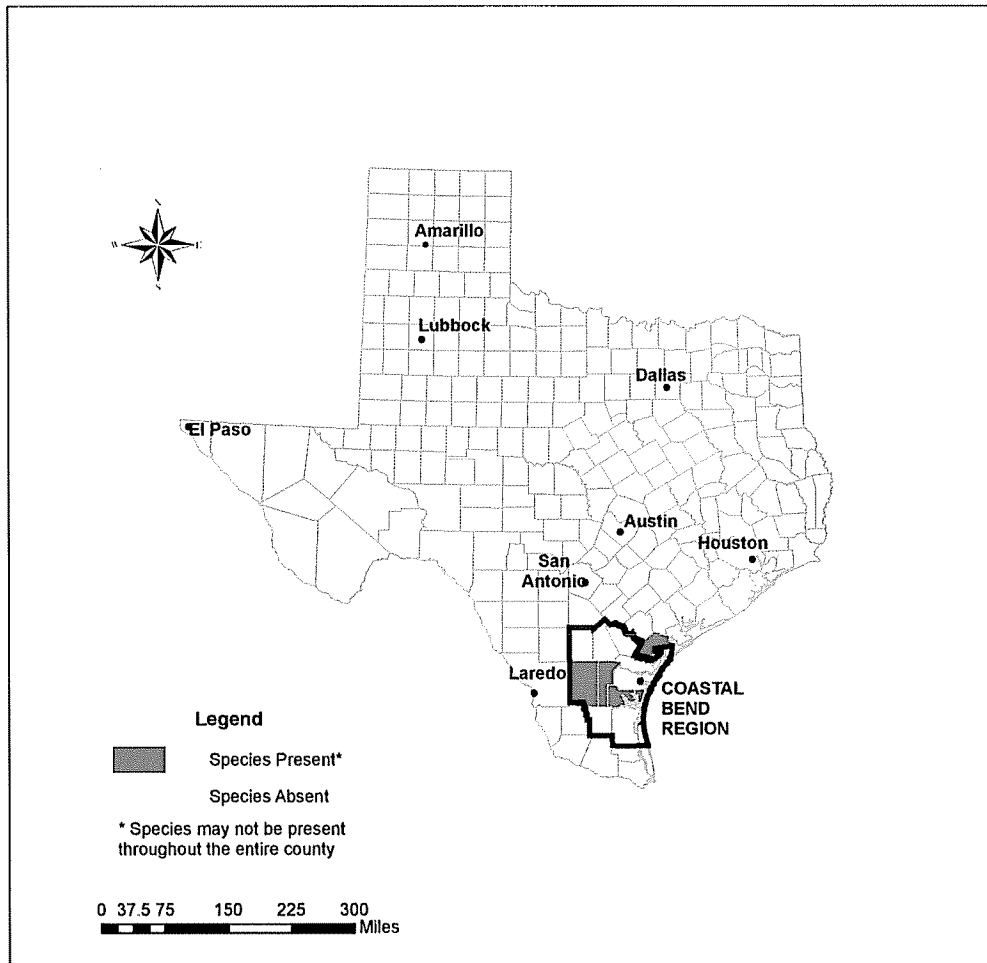 N
W
E
S
Amarillo
Lubbock
Dallas
El Paso
Austin
Houston
San
Antonio
Laredo
COASTAL
BEND
REGION
Legend
Species Present*
Species Absent
* Species may not be present
throughout the entire county
0 37.5 75 150 225 300
Miles